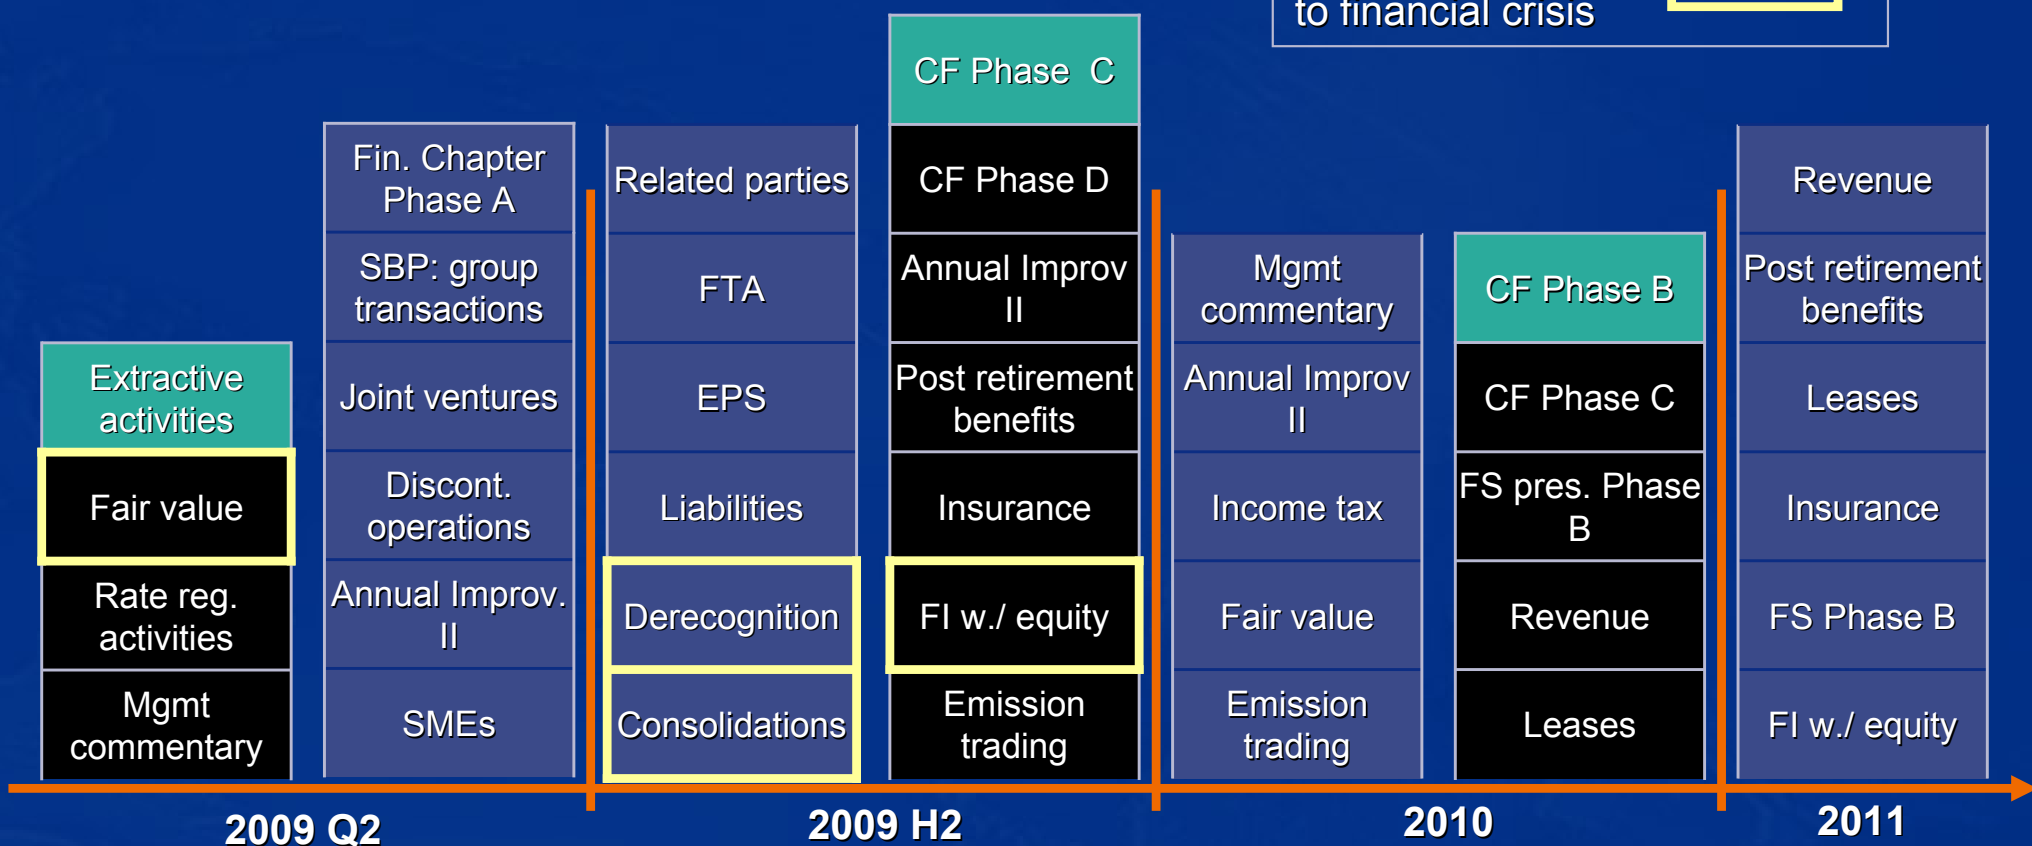 to financial crisis
Extractive
activities
Fair value
Rate reg.
activities
Mgmt
commentary
Fin. Chapter
Phase A
SBP: group
transactions
Joint ventures
Discont.
operations
Annual Improv.
II
SMEs
2009 Q2
Related parties
FTA
EPS
Liabilities
Derecognition
Consolidations
CF Phase  C
CF Phase D
Annual Improv
II
Post retirement
benefits
Insurance
FI w./ equity
Emission
trading
2009 H2
Mgmt
commentary
Annual Improv
II
Income tax
Fair value
Emission
trading
CF Phase B
CF Phase C
FS pres. Phase
B
Revenue
Leases
2010
Revenue
Post retirement
benefits
Leases
Insurance
FS Phase B
FI w./ equity
2011